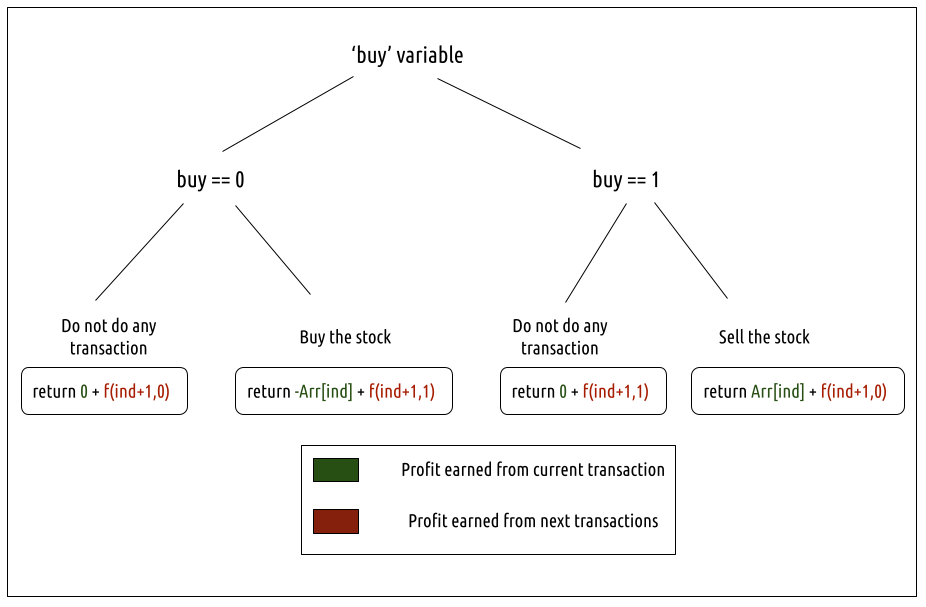 ‘buy’ variable
buy == 0
buy == 1
Do not do any
transaction
Buy the stock
Do not do any
transaction
Sell the stock
return 0 + f(ind+1,0)
return -Arr[ind] + f(ind+1,1)
return 0 + f(ind+1,1)
return Arr[ind] + f(ind+1,0)
Profit earned from current transaction
Profit earned from next transactions